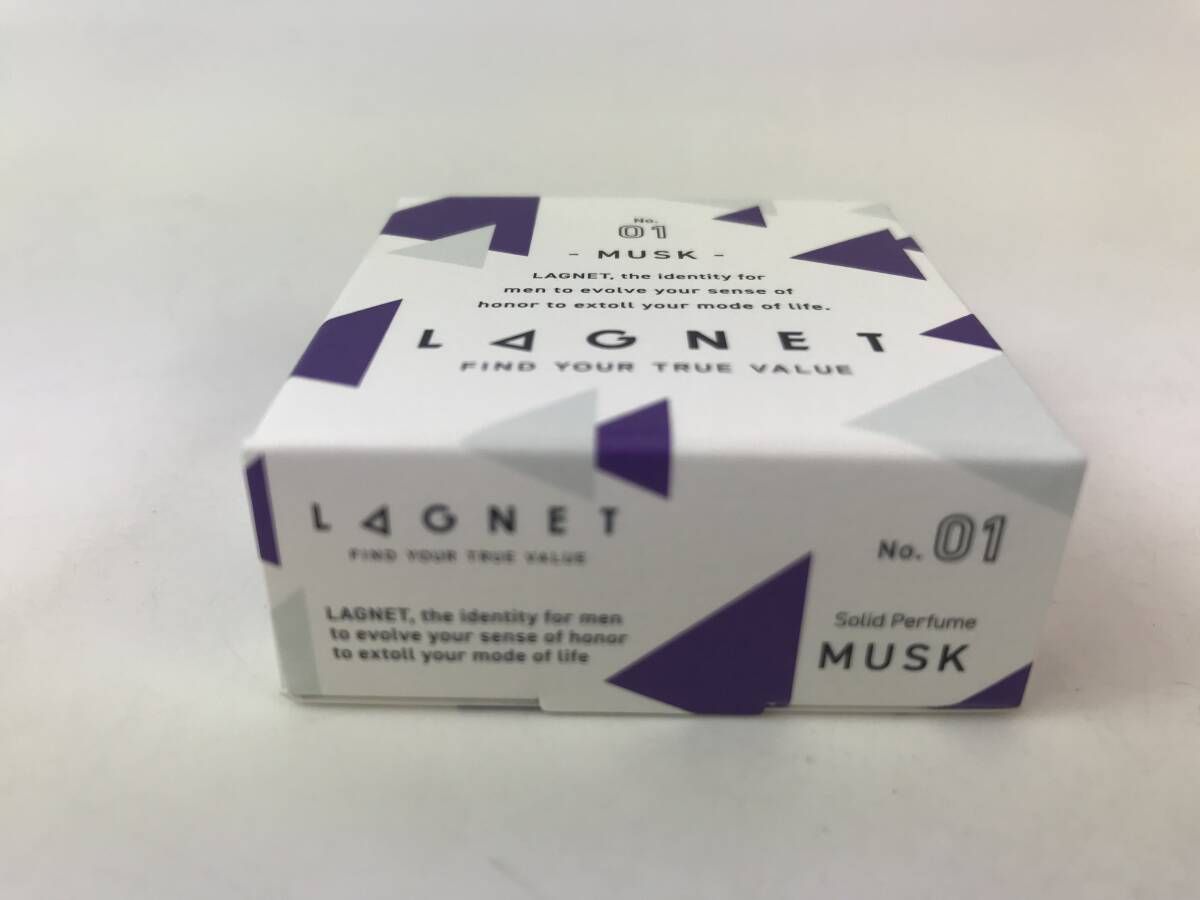 No.
01
- MUSK -
LAGNET, the identity for
men to evolve your sense of
honor to extoll your mode of life.
LAGNET
FIND YOUR TRUE VALUE
LAGNET
FIND YOUR TRUE VALUE
LAGNET, the identity for men
to evolve your sense of honor
to extoll your mode of life
No. 01
Solid Perfume
MUSK